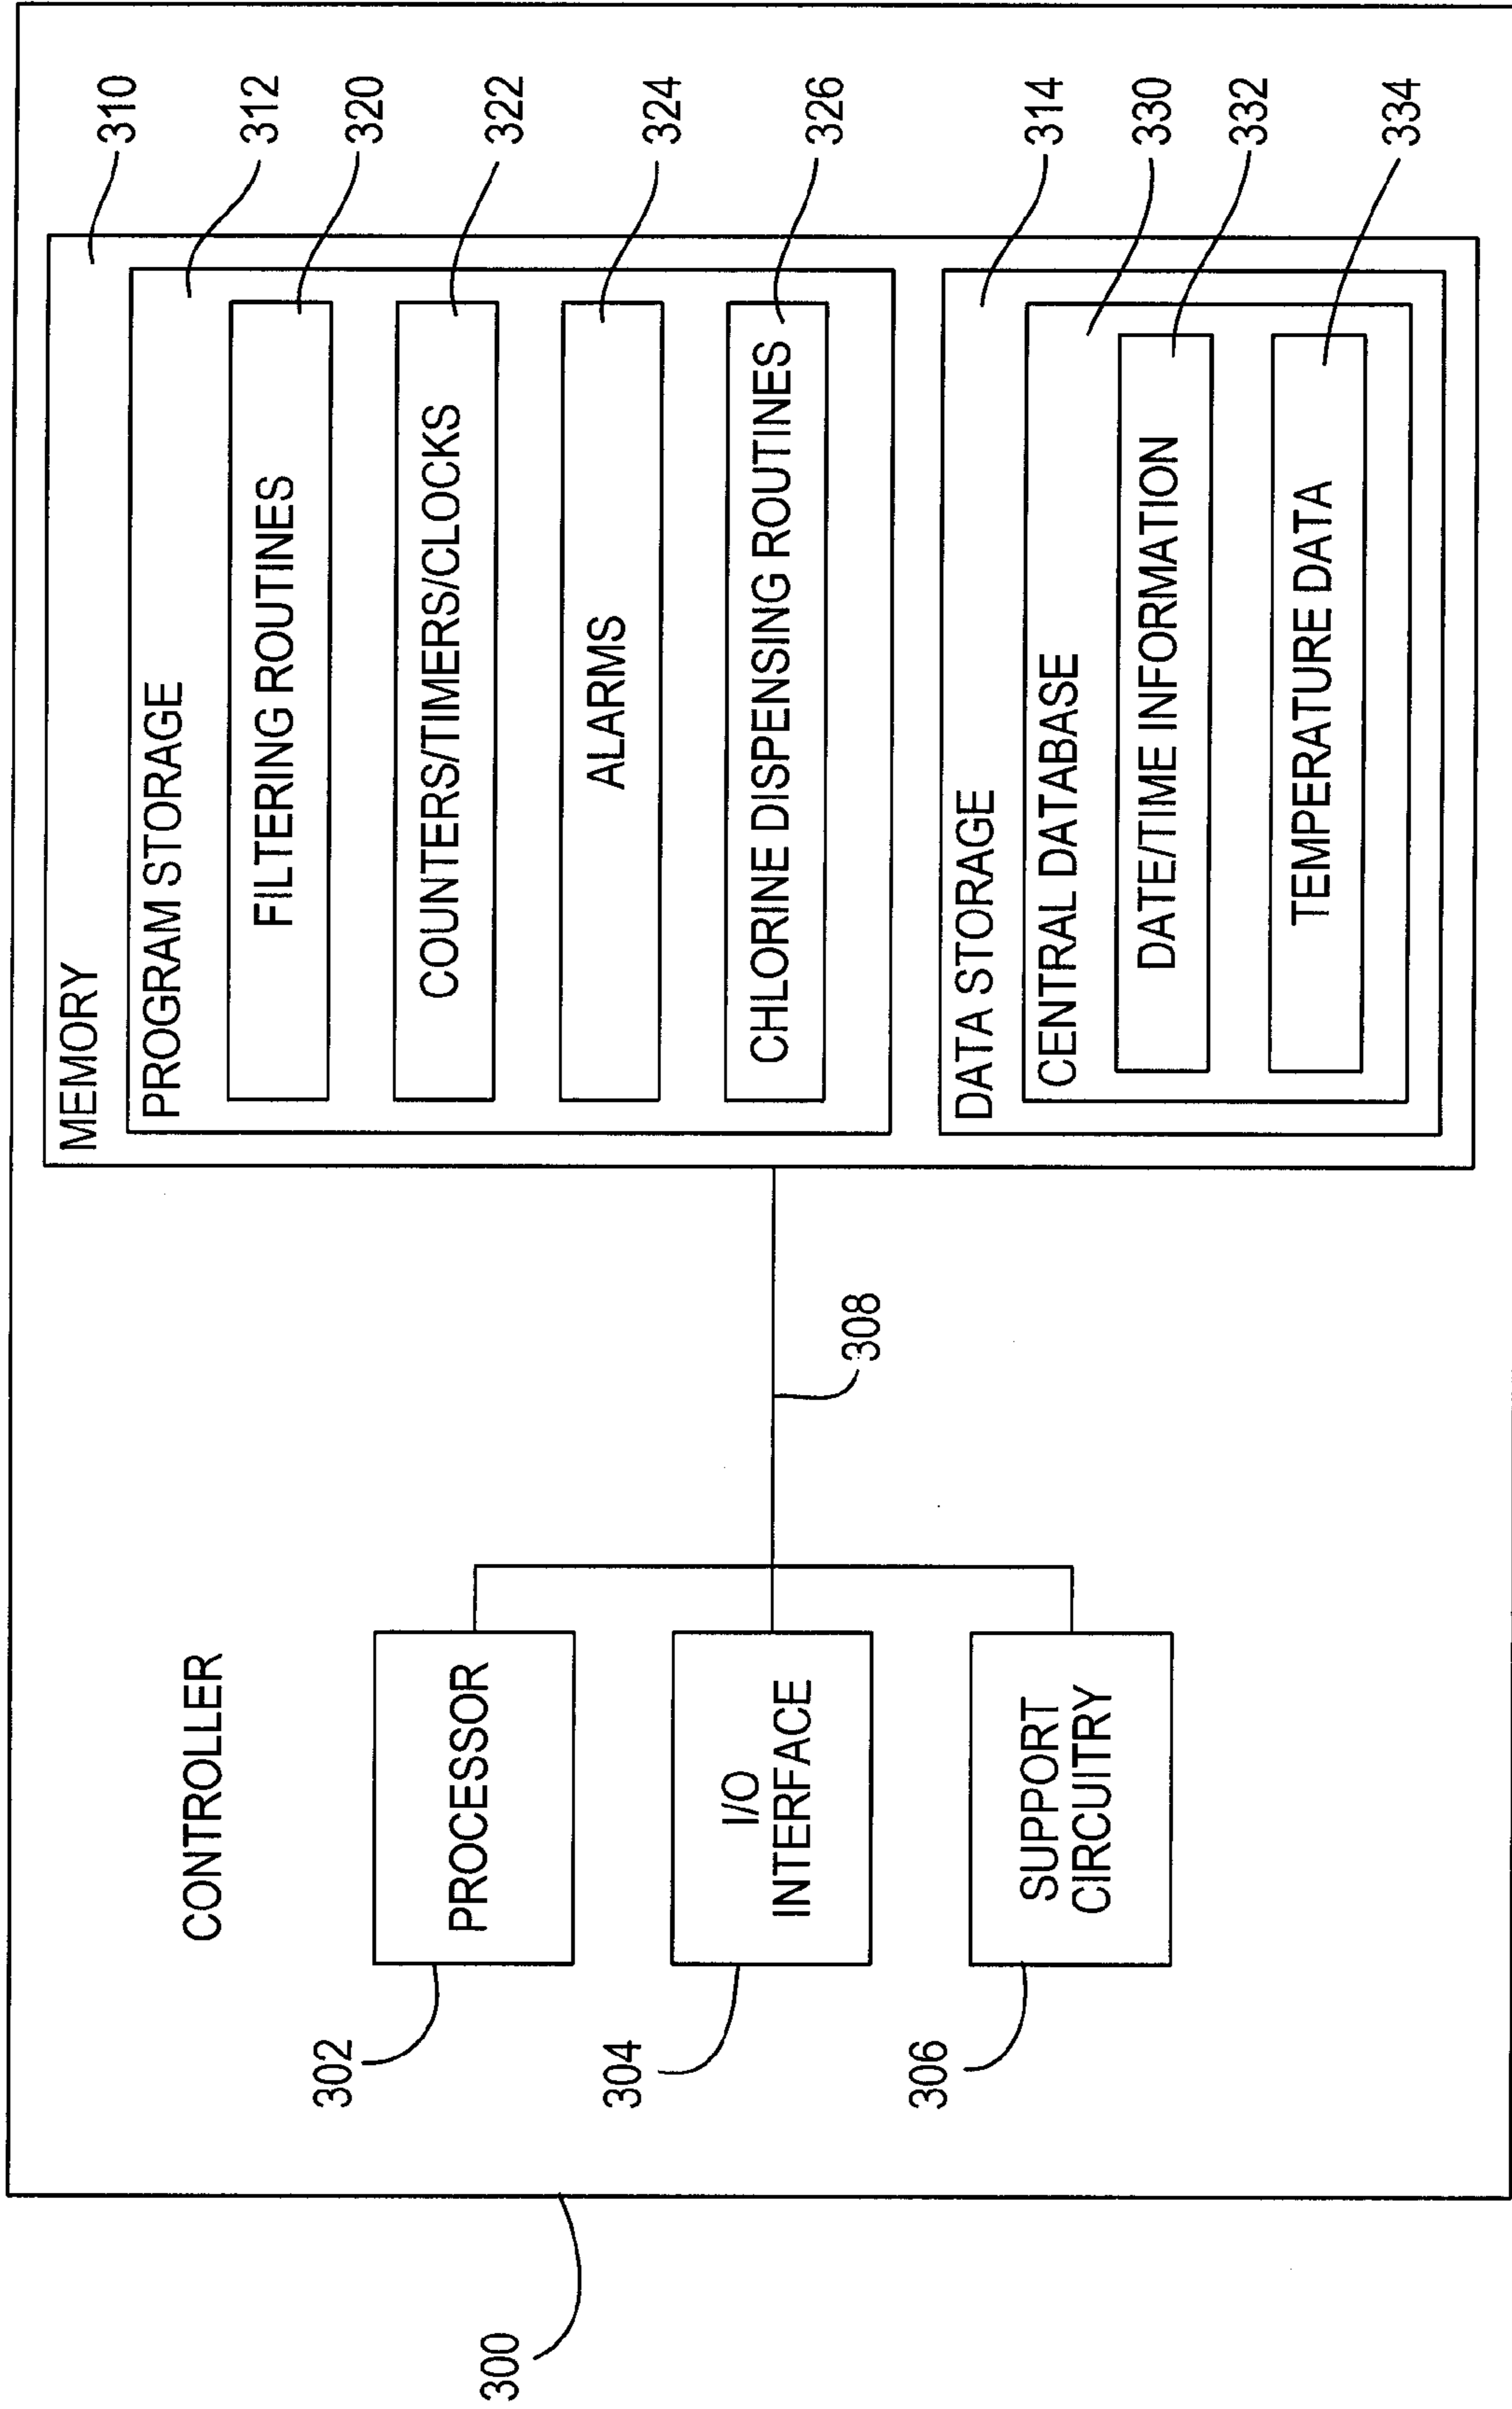 CONTROLLER
300
PROCESSOR
302
I/O
INTERFACE
304
SUPPORT
CIRCUITRY
306
308
MEMORY
310
PROGRAM STORAGE
312
FILTERING ROUTINES
320
COUNTERS/TIMERS/CLOCKS
322
ALARMS
324
CHLORINE DISPENSING ROUTINES
326
DATA STORAGE
314
CENTRAL DATABASE
330
DATE/TIME INFORMATION
332
TEMPERATURE DATA
334